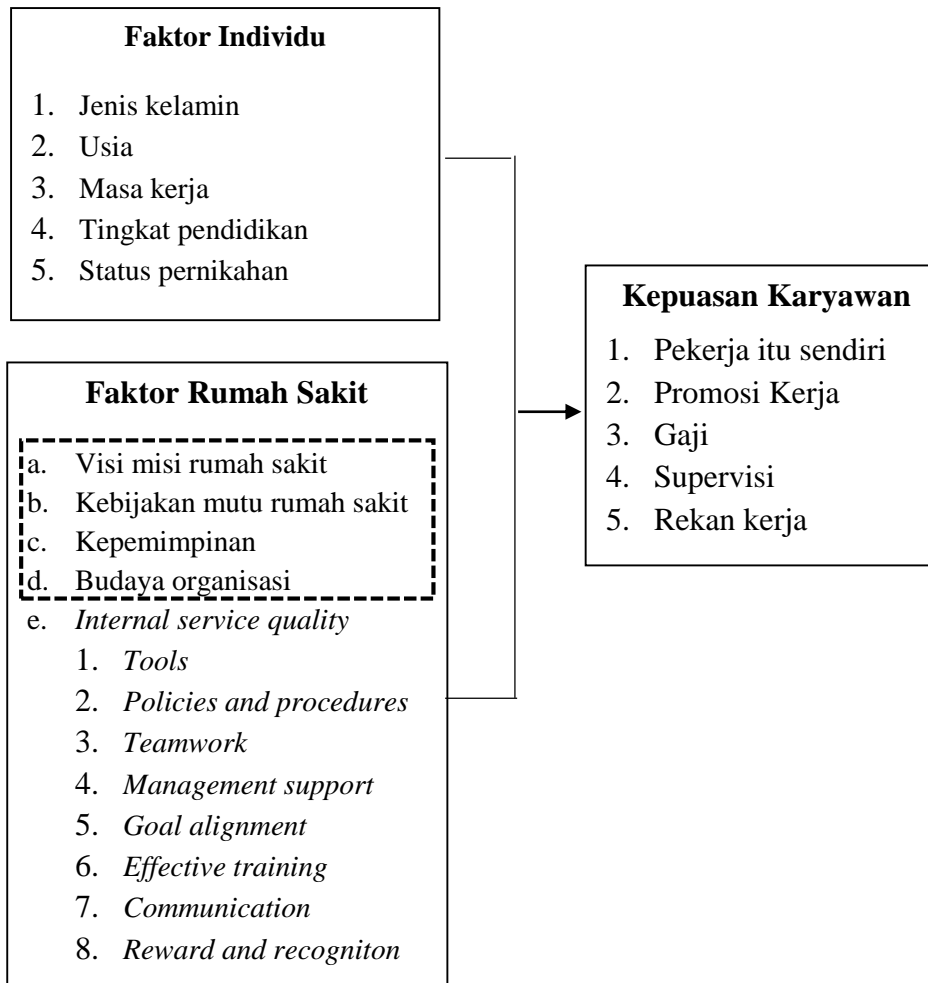 Faktor Individu
1. Jenis kelamin
2. Usia
3. Masa kerja
4. Tingkat pendidikan
5. Status pernikahan
Faktor Rumah Sakit
a. Visi misi rumah sakit
b. Kebijakan mutu rumah sakit
c. Kepemimpinan
d. Budaya organisasi
e. Internal service quality
1. Tools
2. Policies and procedures
3. Teamwork
4. Management support
5. Goal alignment
6. Effective training
7. Communication
8. Reward and recogniton
Kepuasan Karyawan
1. Pekerja itu sendiri
2. Promosi Kerja
3. Gaji
4. Supervisi
5. Rekan kerja